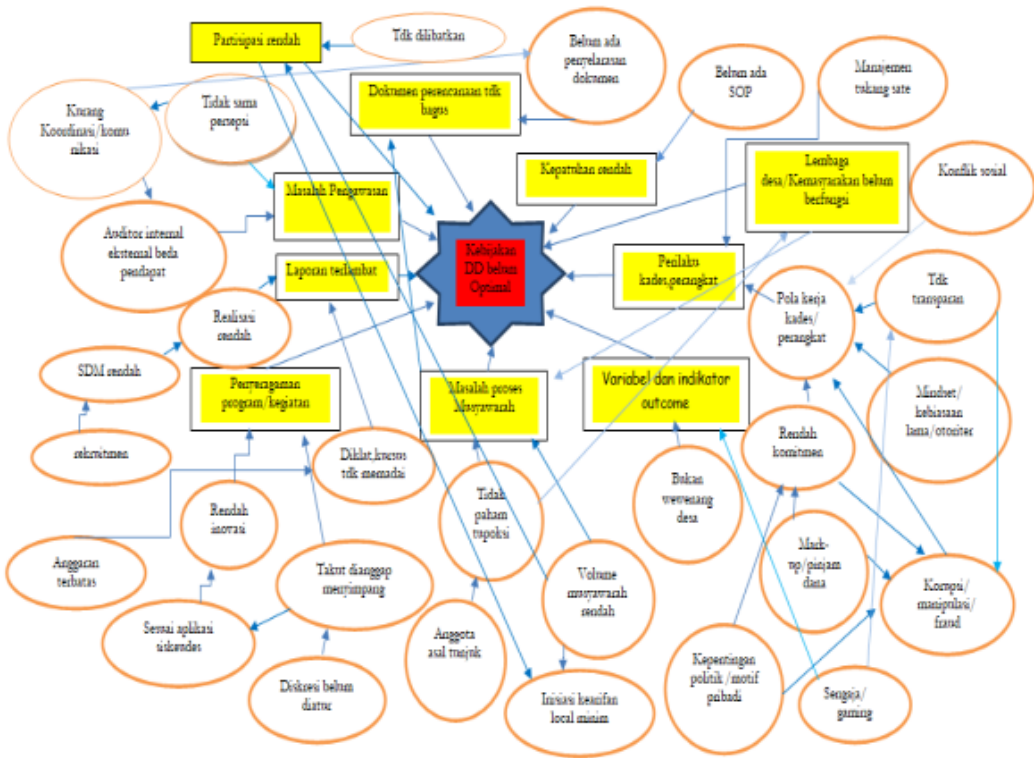 Partisipasi rendah
Tdk dilibatkan
Belum ada
penyelarasan
dokumen
Belum ada
SOP
Manajemen
tukang sate
Kurang
Koordinasi/komu
nikasi
Tidak sama
persepsi
Dokumen perencanaan tdk
bagus
Kepatuhan rendah
Lembaga
desa/Kemasyarakan belum
berfungsi
Konflik sosial
Masalah Pengawasan
Auditor internal
eksternal beda
pendapat
Laporan terlambat
Kebijakan
DD belum
Optimal
Perilaku
kades,perangkat
Pola kerja
kades/
perangkat
Tdk
transparan
Realisasi
rendah
SDM rendah
Penyeragaman
program/kegiatan
Masalah proses
Musyawarah
Variabel dan indikator
outcome
Mindset/
kebiasaan
lama/otoriter
rekruitmen
Diklat,kursus
tdk memadai
Rendah
komitmen
Rendah
inovasi
Tidak
paham
tupoksi
Bukan
wewenang
desa
Anggaran
terbatas
Takut dianggap
menyimpang
Volume
musyawarah
rendah
Mark-
up/pinjam
dana
Korupsi/
manipulasi/
fraud
Sesuai aplikasi
siskeudes
Anggota
asal tunjuk
Kepentingan
politik/motif
pribadi
Diskresi belum
diatur
Inisiasi kearifan
local minim
Sengaja/
gaming